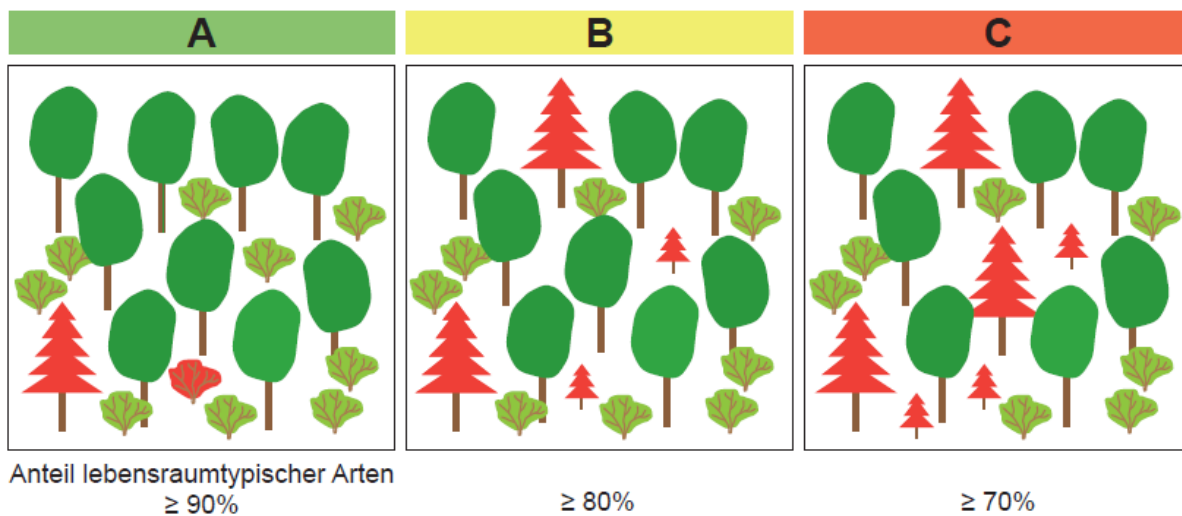 A
B
C
Anteil lebensraumtypischer Arten
≥ 90%
≥ 80%
≥ 70%